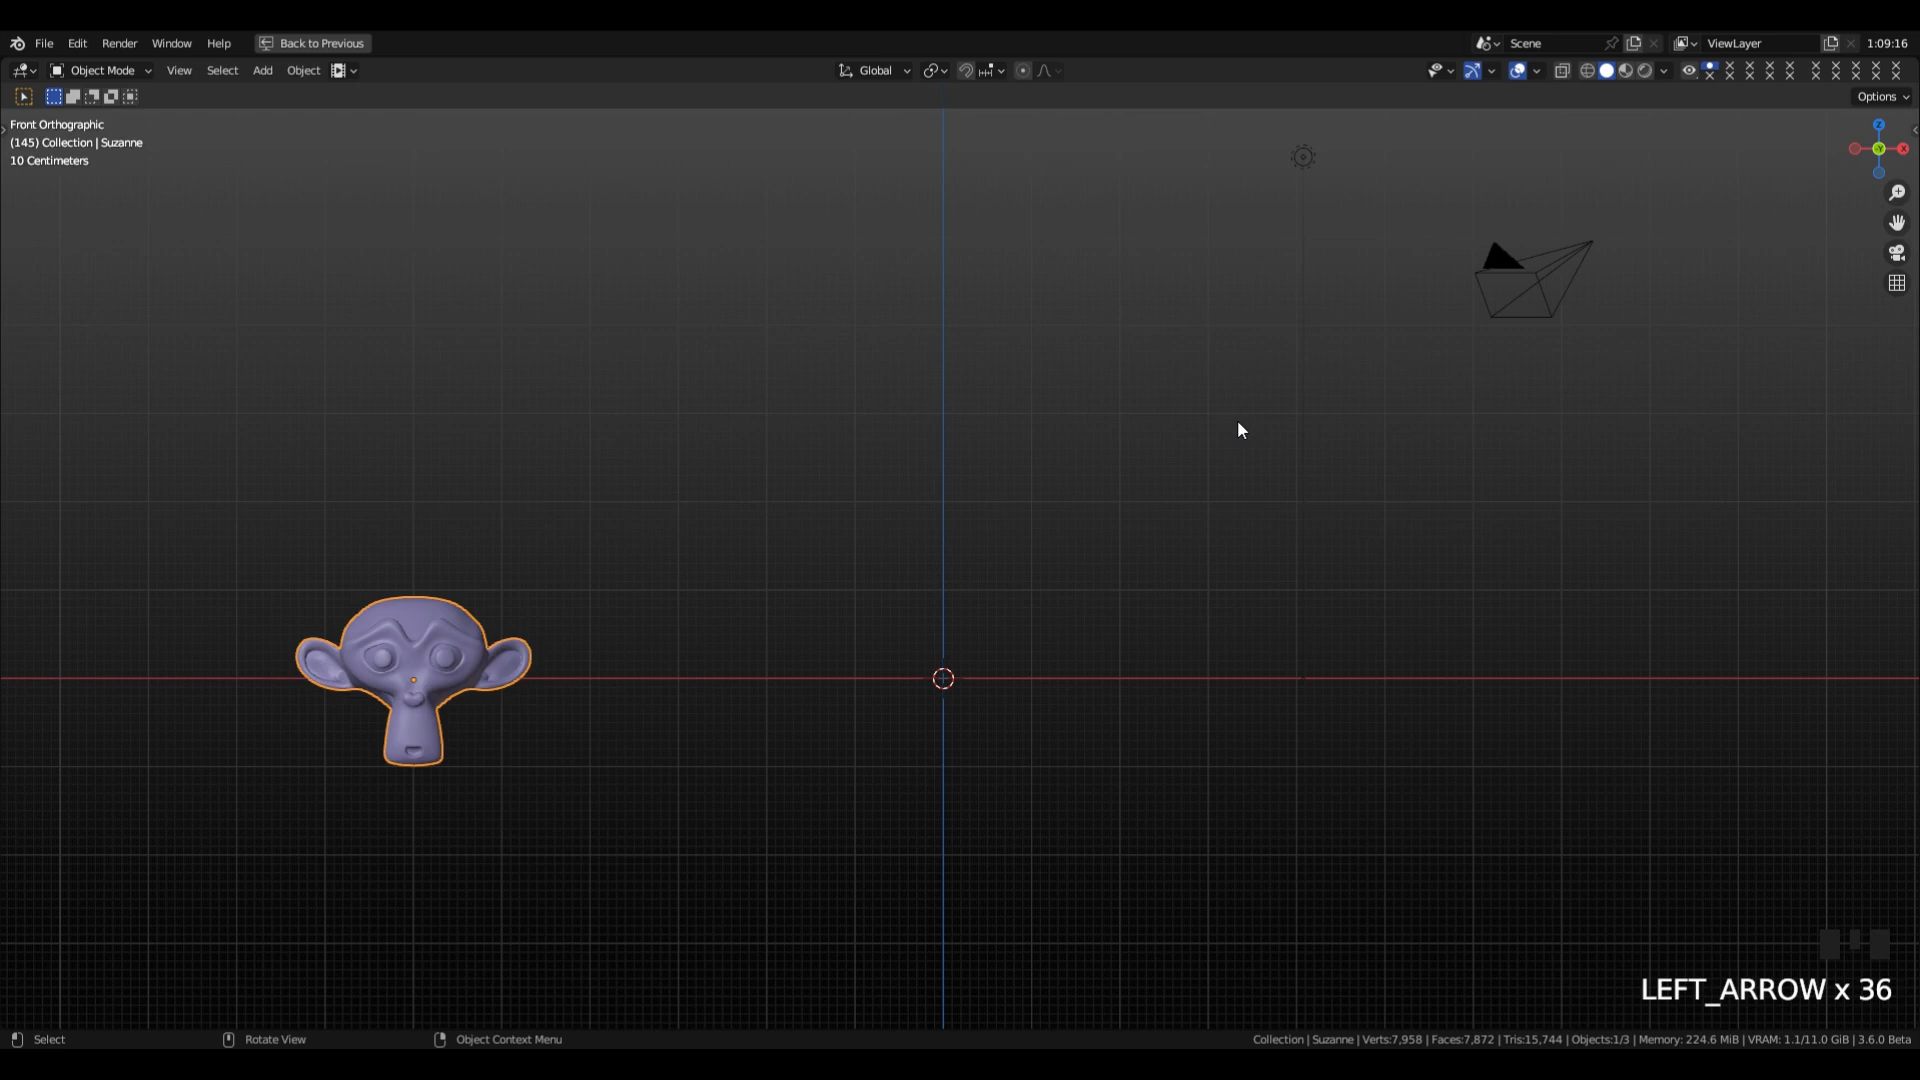 File Edit Render Window Help Back to Previous Scene ViewLayer 1:09:16
Object Mode View Select Add Object Global
Options
Front Orthographic
(145) Collection | Suzanne
10 Centimeters
Z
Y
X
LEFT_ARROW x 36
Select Rotate View Object Context Menu Collection | Suzanne | Verts:7,958 | Faces:7,872 | Tris:15,744 | Objects:1/3 | Memory: 224.6 MiB | VRAM: 1.1/11.0 GiB | 3.6.0 Beta